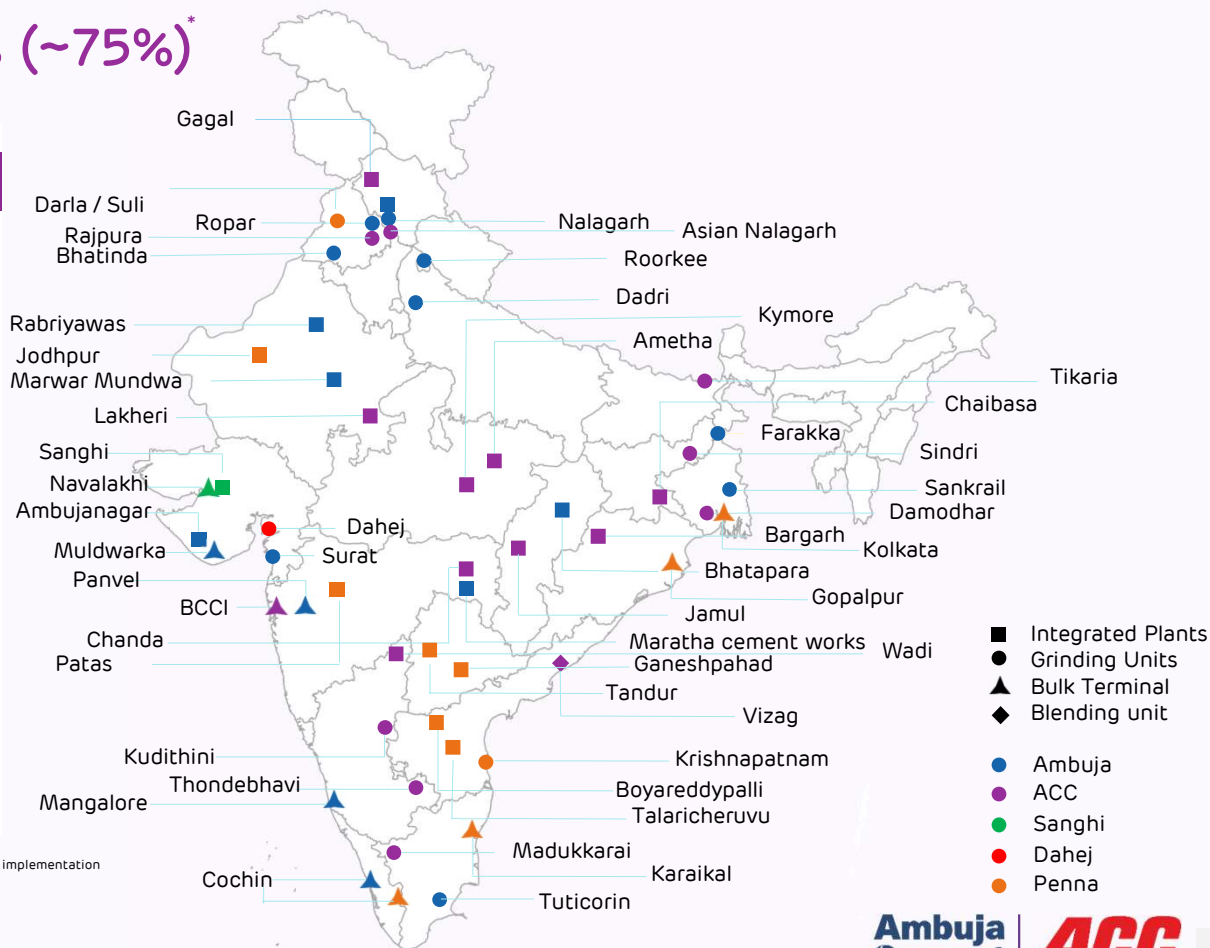 (~75%)*
Gagal
Darla / Suli
Ropar
Rajpura
Bhatinda
Nalagarh
Asian Nalagarh
Roorkee
Dadri
Kymore
Rabriyawas
Ametha
Jodhpur
Marwar Mundwa
Tikaria
Chaibasa
Lakheri
Farakka
Sanghi
Sindri
Navalakhi
Sankrail
Ambujanagar
Damodhar
Dahej
Bargarh
Muldwarka
Surat
Kolkata
Panvel
Bhatapara
Gopalpur
BCCI
Jamul
Chanda
Maratha cement works
Wadi
Patas
Ganeshpahad
Tandur
Vizag
Kudithini
Krishnapatnam
Thondebhavi
Boyareddypalli
Mangalore
Talaricheruvu
Madukkarai
implementation
Karaikal
Cochin
Tuticorin
Integrated Plants
Grinding Units
Bulk Terminal
Blending unit
Ambuja
ACC
Sanghi
Dahej
Penna
Ambuja
ACC